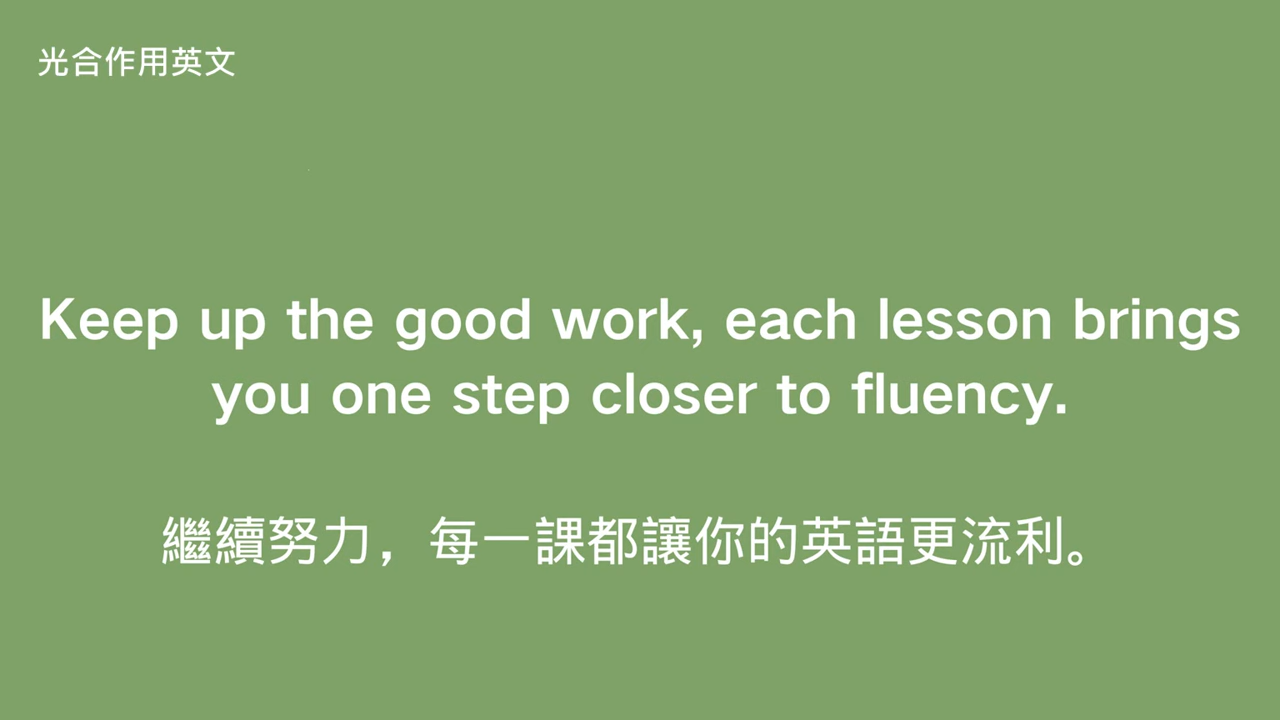 光合作用英文
Keep up the good work, each lesson brings
you one step closer to fluency.
繼續努力，每一課都讓你的英語更流利。